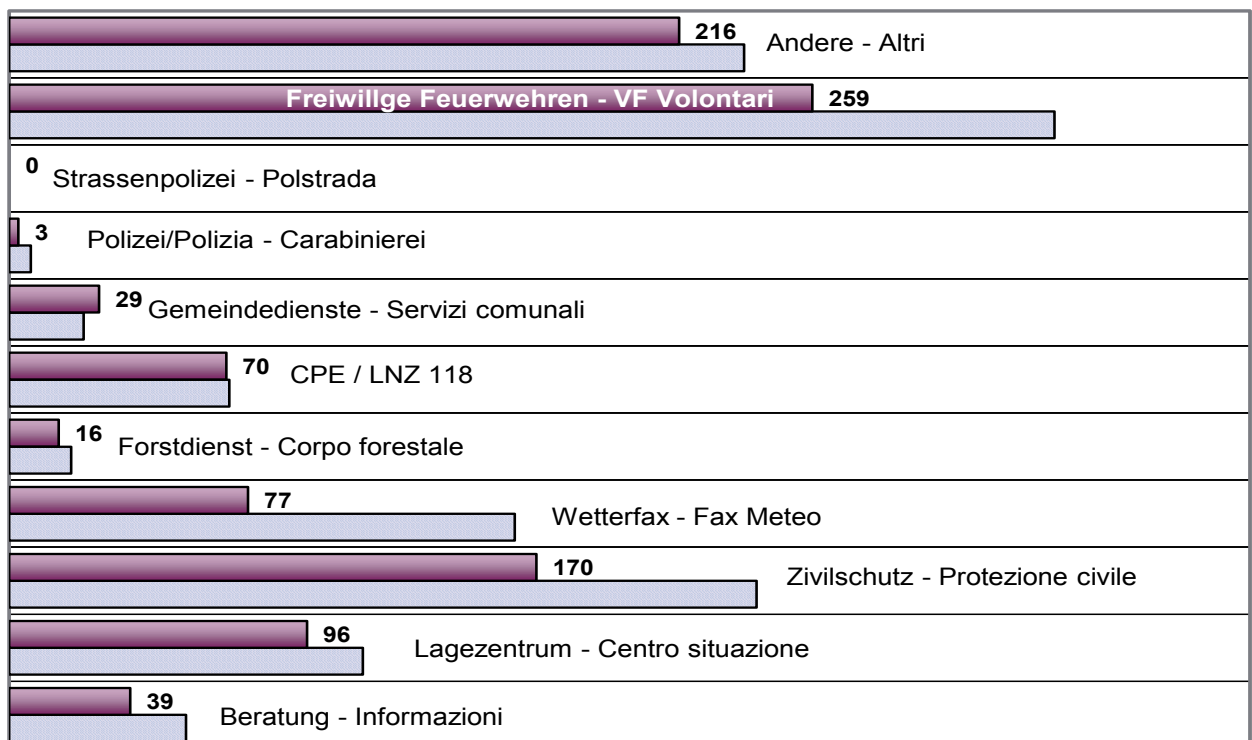 216 Andere - Altri
Freiwillge Feuerwehren - VF Volontari 259
0 Strassenpolizei - Polstrada
3 Polizei/Polizia - Carabinierei
29 Gemeindedienste - Servizi comunali
70 CPE / LNZ 118
16 Forstdienst - Corpo forestale
77 Wetterfax - Fax Meteo
170 Zivilschutz - Protezione civile
96 Lagezentrum - Centro situazione
39 Beratung - Informazioni